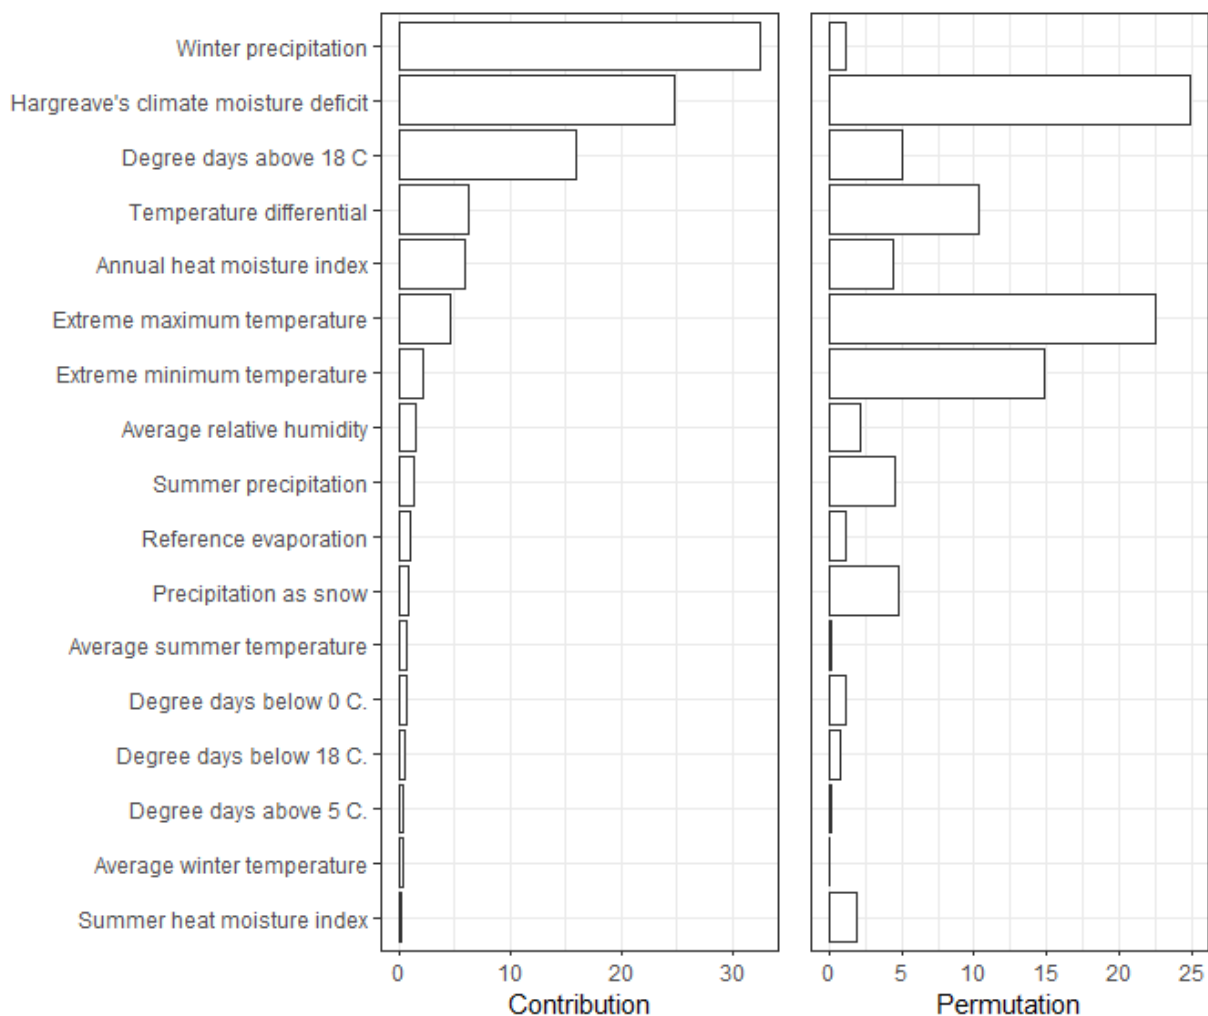 Winter precipitation
Hargreave's climate moisture deficit
Degree days above 18 C
Temperature differential
Annual heat moisture index
Extreme maximum temperature
Extreme minimum temperature
Average relative humidity
Summer precipitation
Reference evaporation
Precipitation as snow
Average summer temperature
Degree days below 0 C.
Degree days below 18 C.
Degree days above 5 C.
Average winter temperature
Summer heat moisture index
0 10 20 30
Contribution
0 5 10 15 20 25
Permutation